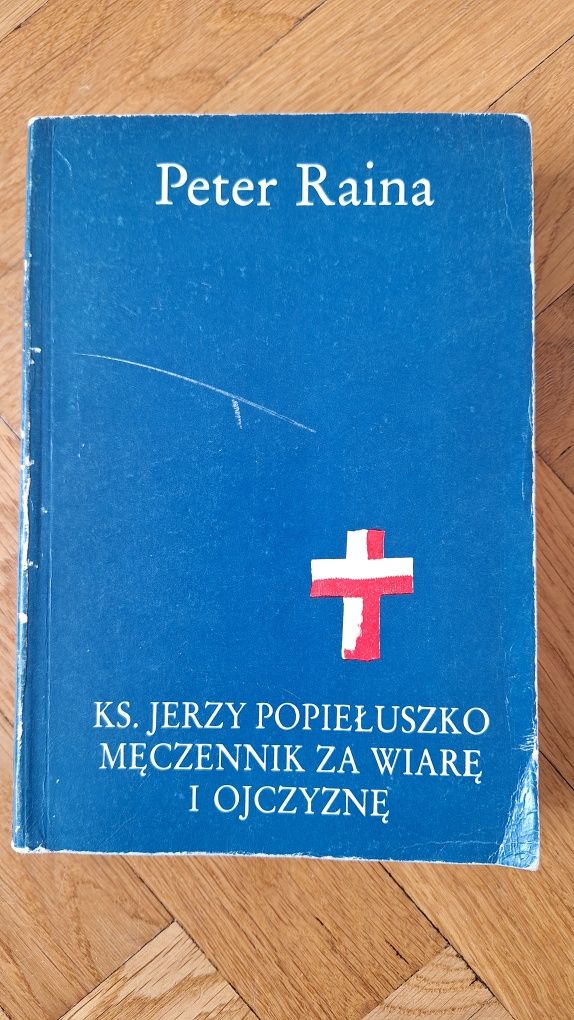 Peter Raina
KS. JERZY POPIEŁUSZKO
MĘCZENNIK ZA WIARĘ
I OJCZYZNĘ